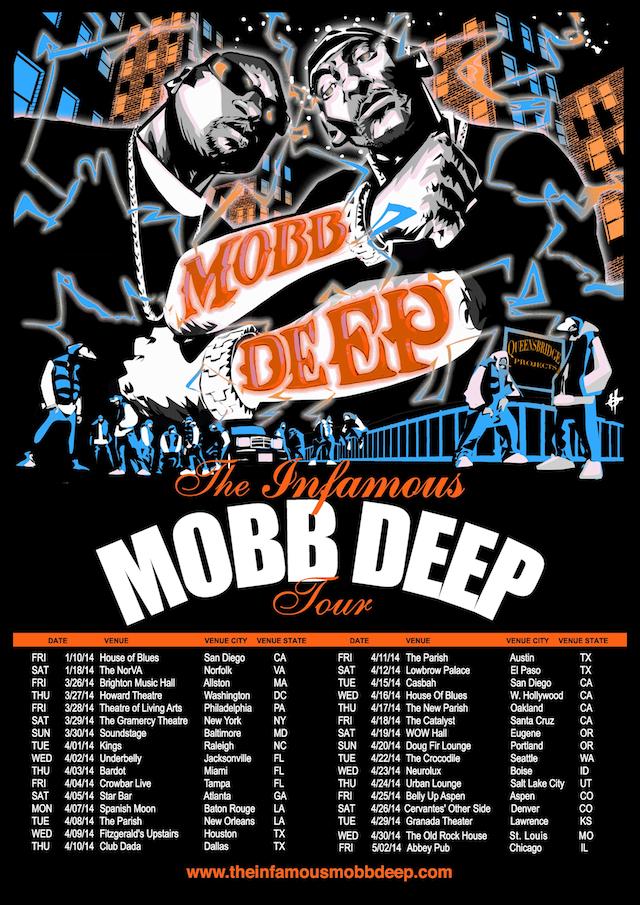 MOBB
DEEP
QUEENSBRIDGE
PROJECTS
The Infamous
MOBB DEEP
Tour
DATE VENUE VENUE CITY VENUE STATE
FRI 1/10/14 House of Blues San Diego CA
SAT 1/18/14 The NorVA Norfolk VA
FRI 3/26/14 Brighton Music Hall Allston MA
THU 3/27/14 Howard Theatre Washington DC
FRI 3/28/14 Theatre of Living Arts Philadelphia PA
SAT 3/29/14 The Gramercy Theatre New York NY
SUN 3/30/14 Soundstage Baltimore MD
TUE 4/01/14 Kings Raleigh NC
WED 4/02/14 Underbelly Jacksonville FL
THU 4/03/14 Bardot Miami FL
FRI 4/04/14 Crowbar Live Tampa FL
SAT 4/05/14 Star Bar Atlanta GA
MON 4/07/14 Spanish Moon Baton Rouge LA
TUE 4/08/14 The Parish New Orleans LA
WED 4/09/14 Fitzgerald's Upstairs Houston TX
THU 4/10/14 Club Dada Dallas TX
DATE VENUE VENUE CITY VENUE STATE
FRI 4/11/14 The Parish Austin TX
SAT 4/12/14 Lowbrow Palace El Paso TX
TUE 4/15/14 Casbah San Diego CA
WED 4/16/14 House Of Blues W. Hollywood CA
THU 4/17/14 The New Parish Oakland CA
FRI 4/18/14 The Catalyst Santa Cruz CA
SAT 4/19/14 WOW Hall Eugene OR
SUN 4/20/14 Doug Fir Lounge Portland OR
TUE 4/22/14 The Crocodile Seattle WA
WED 4/23/14 Neurolux Boise ID
THU 4/24/14 Urban Lounge Salt Lake City UT
FRI 4/25/14 Belly Up Aspen Aspen CO
SAT 4/26/14 Cervantes' Other Side Denver CO
TUE 4/29/14 Granada Theater Lawrence KS
WED 4/30/14 The Old Rock House St. Louis MO
FRI 5/02/14 Abbey Pub Chicago IL
www.theinfamousmobbdeep.com